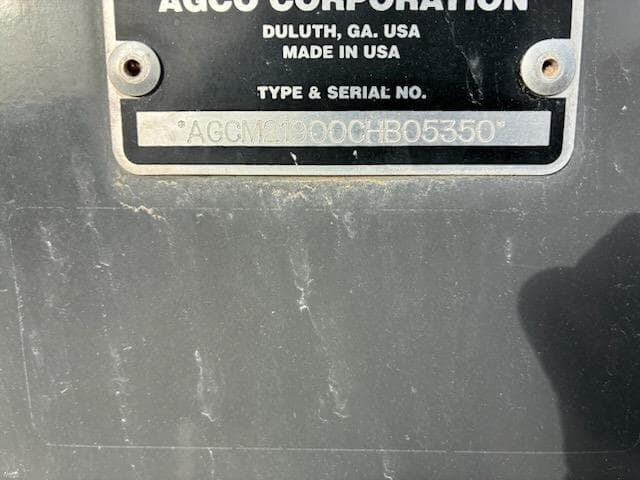 AGCO CORPORATION
DULUTH, GA. USA
MADE IN USA
TYPE & SERIAL NO.
*AGCM21900CHB05350*